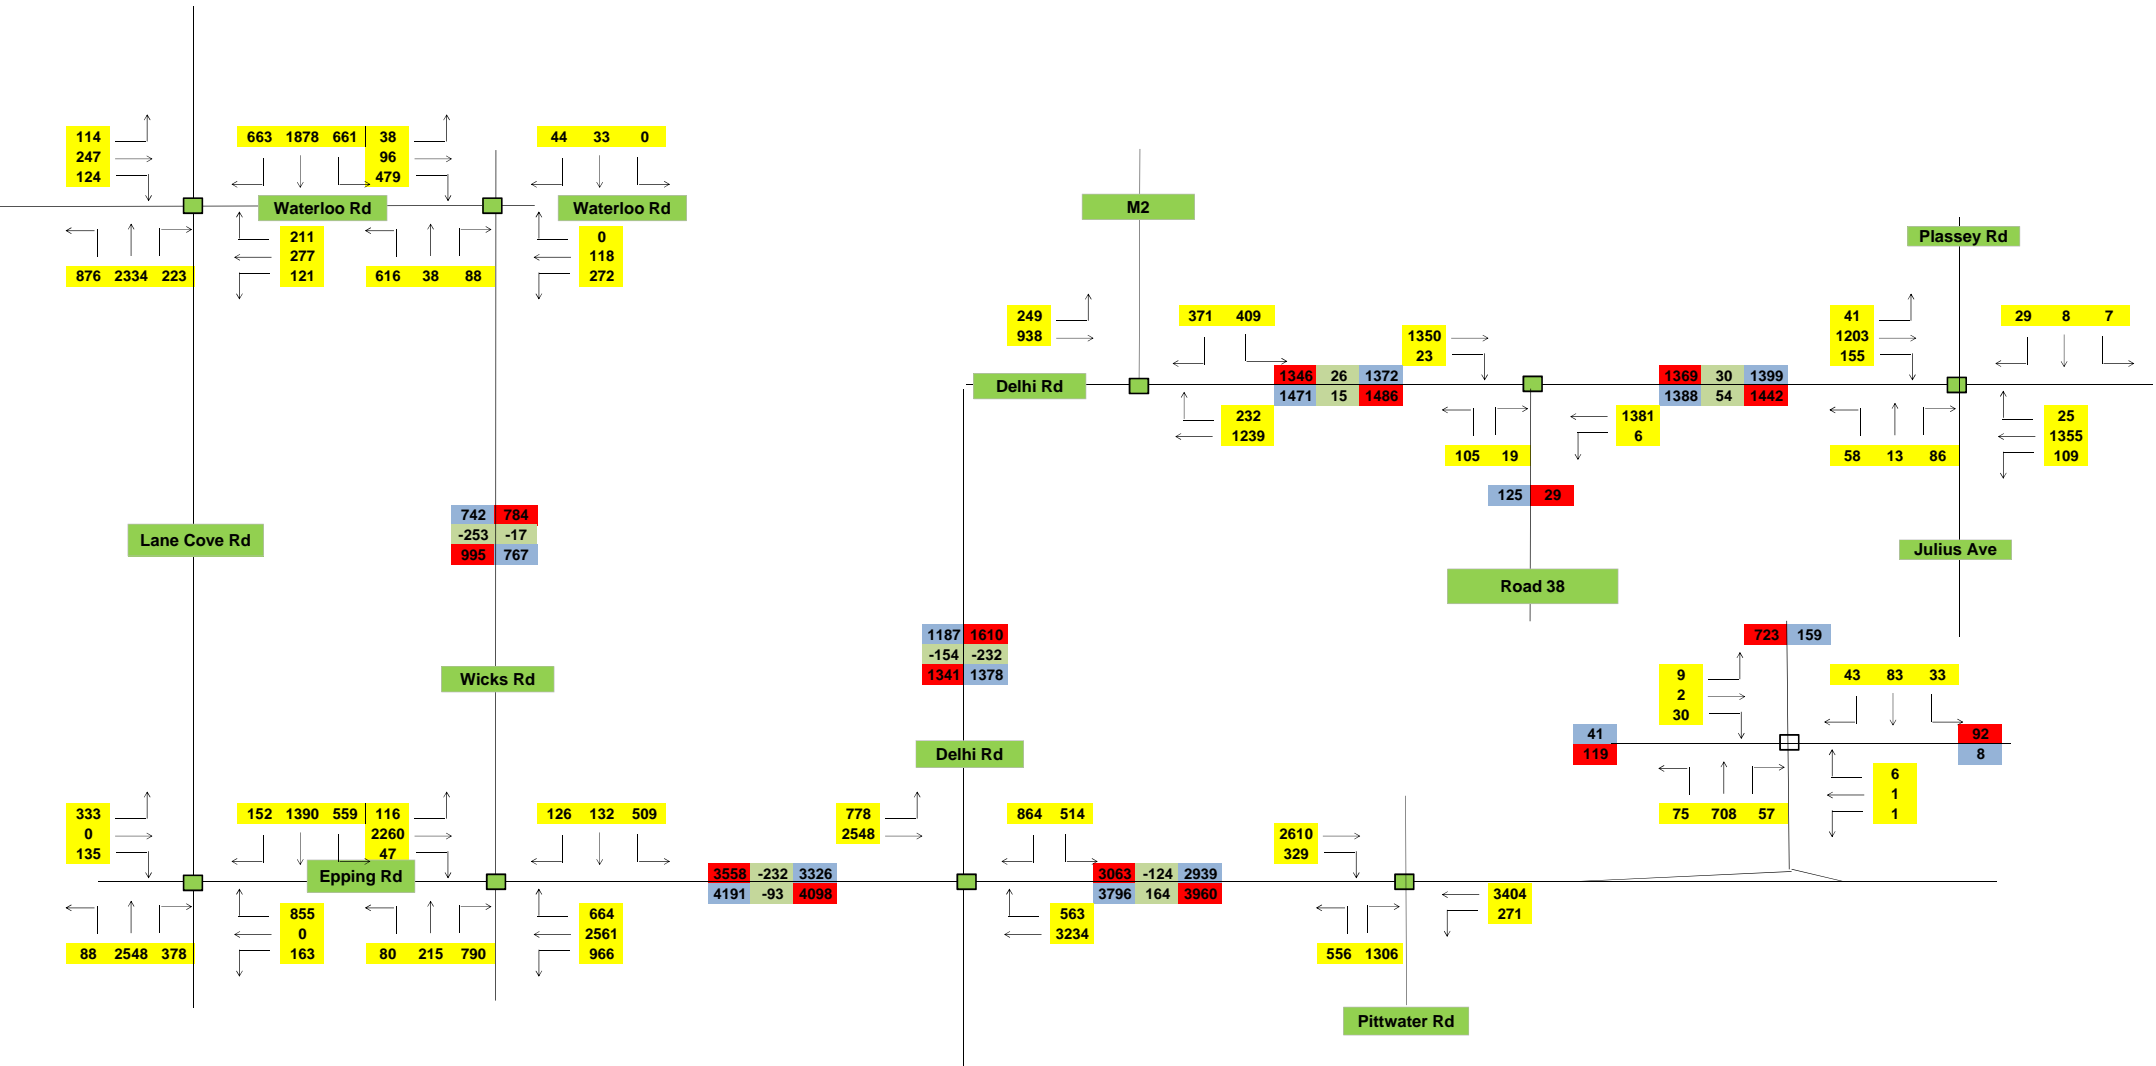 114
247
124
663 1878 661
38
96
479
44 33 0
Waterloo Rd
Waterloo Rd
876 2334 223
211
277
121
616 38 88
0
118
272
M2
Plassey Rd
249
938
371 409
1350
23
41
1203
155
29 8 7
Delhi Rd
1346 26 1372
1471 15 1486
1369 30 1399
1388 54 1442
232
1239
105 19
1381
6
58 13 86
25
1355
109
125 29
742 784
-253 -17
995 767
Lane Cove Rd
Julius Ave
Road 38
1187 1610
-154 -232
1341 1378
723 159
Wicks Rd
9
2
30
43 83 33
41
119
92
8
Delhi Rd
75 708 57
6
1
1
333
0
135
152 1390 559
116
2260
47
126 132 509
778
2548
864 514
2610
329
Epping Rd
3558 -232 3326
4191 -93 4098
3063 -124 2939
3796 164 3960
88 2548 378
855
0
163
80 215 790
664
2561
966
563
3234
556 1306
3404
271
Pittwater Rd